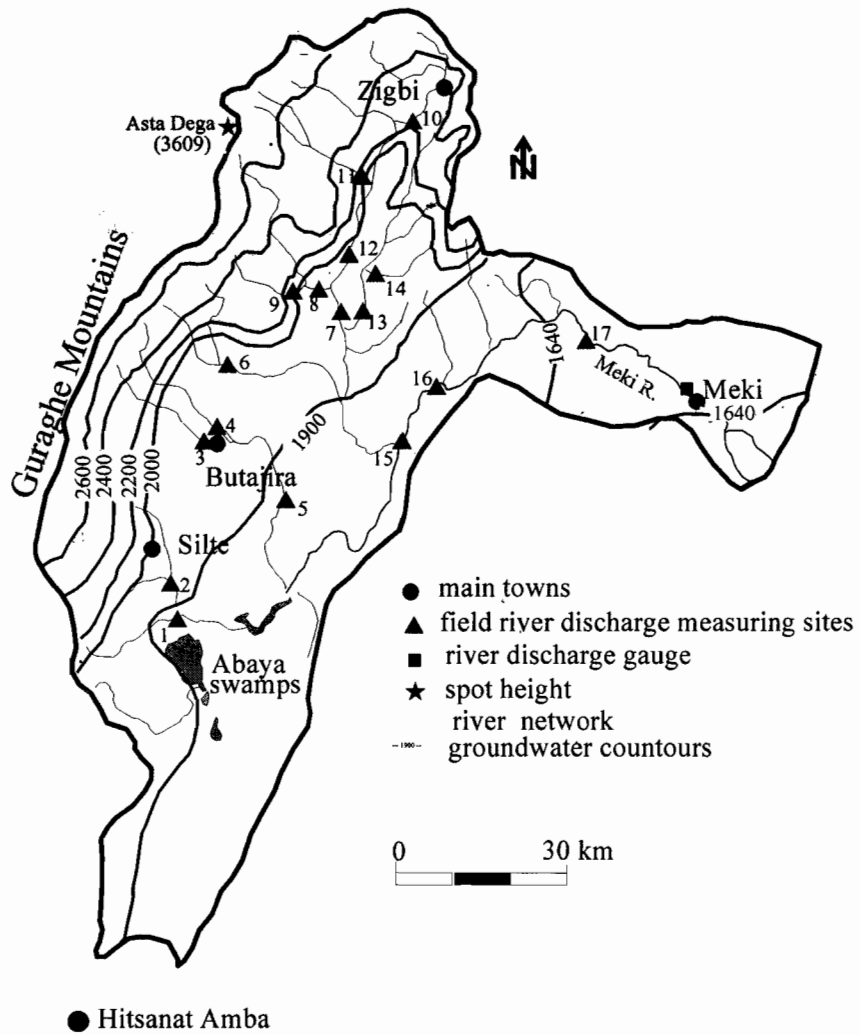 Zigbi
Asta Dega
(3609)
10
N
11
Guraghe Mountains
12
14
9
8
7
13
1640
17
Meki R.
6
16
Meki
1640
4
1900
3
15
Butajira
2600
2400
2200
2000
5
Silte
2
1
Abaya
swamps
main towns
field river discharge measuring sites
river discharge gauge
spot height
river network
-- 1900 --
groundwater countours
0
30 km
Hitsanat Amba